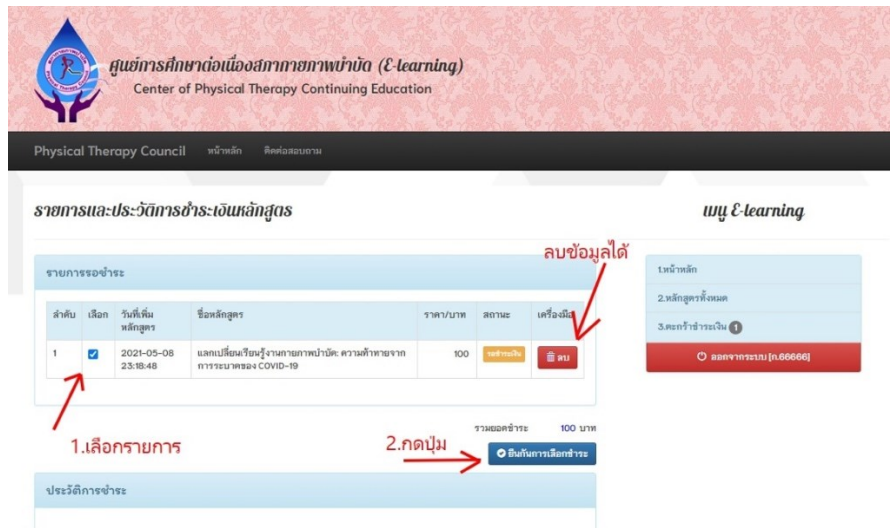 ศูนย์การศึกษาต่อเนื่องสภากายภาพบำบัด (E-learning)
Center of Physical Therapy Continuing Education
Physical Therapy Council หน้าหลัก ติดต่อสอบถาม
รายการและประวัติการชำระเงินหลักสูตร
เมนู E-learning
ลบข้อมูลได้
รายการรอชำระ
1.หน้าหลัก
2.หลักสูตรทั้งหมด
3.ตะกร้าชำระเงิน 1
ออกจากระบบ [ก.66666]
ลำดับ เลือก วันที่เพิ่ม ชื่อหลักสูตร ราคา/บาท สถานะ เครื่องมือ
หลักสูตร
1 2021-05-08 แลกเปลี่ยนเรียนรู้งานกายภาพบำบัด: ความท้าทายจาก 100 รอชำระเงิน ลบ
23:18:48 การระบาดของ COVID-19
รวมยอดชำระ 100 บาท
1.เลือกรายการ
2.กดปุ่ม
ยืนยันการเลือกชำระ
ประวัติการชำระ